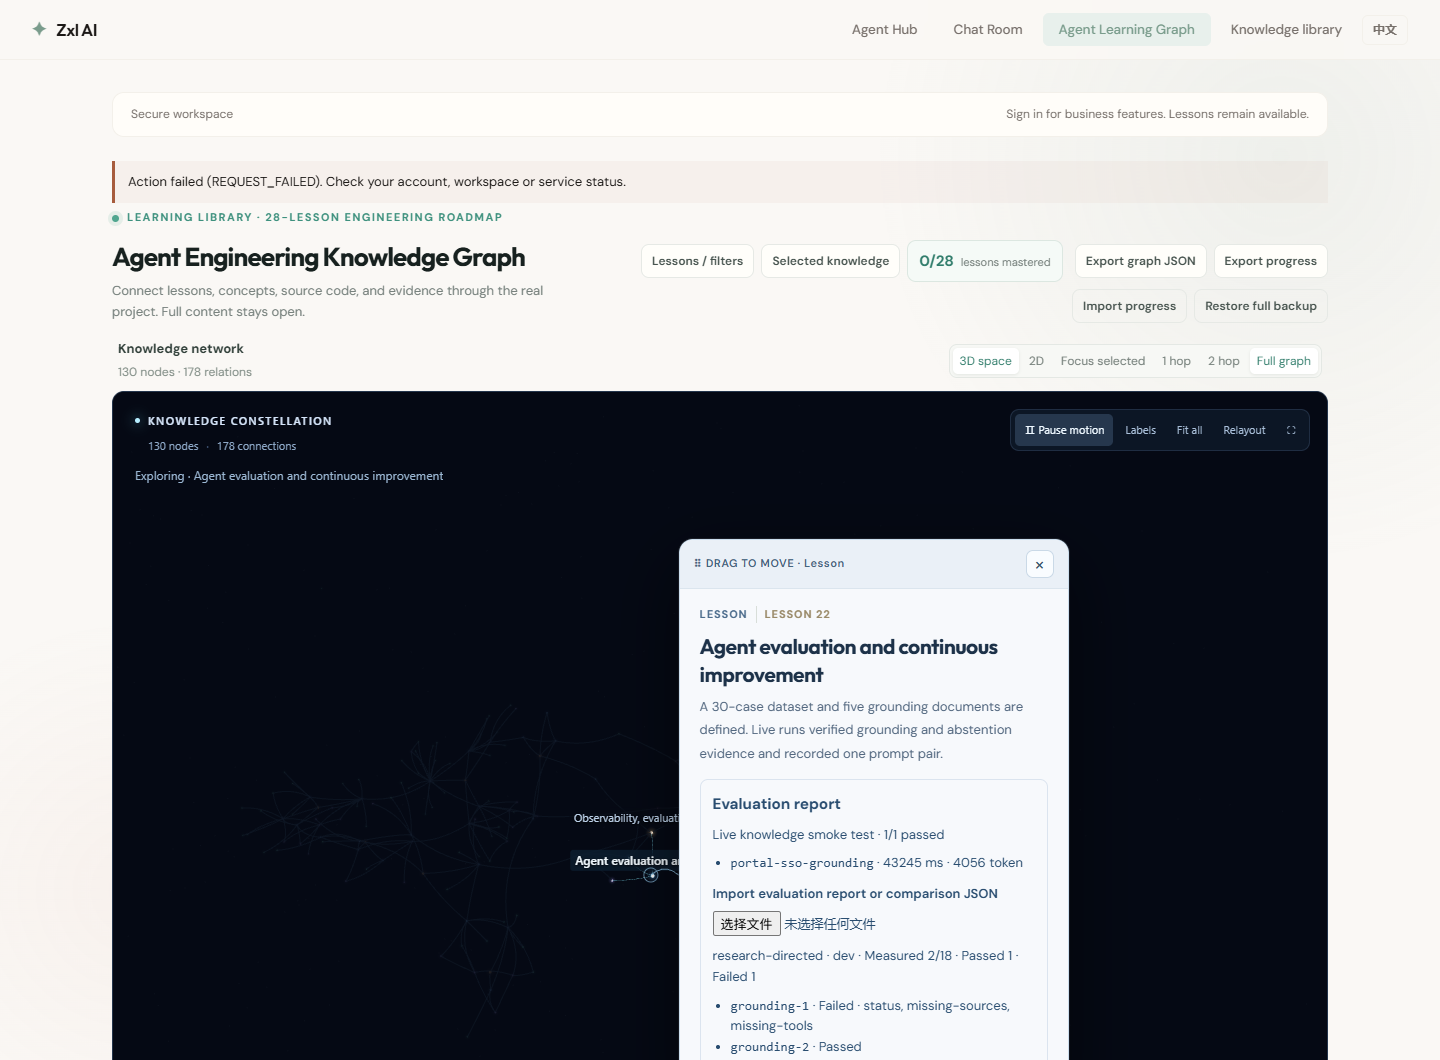 Zxl AI
Agent Hub
Chat Room
Agent Learning Graph
Knowledge library
中文
Secure workspace
Sign in for business features. Lessons remain available.
Action failed (REQUEST_FAILED). Check your account, workspace or service status.
LEARNING LIBRARY · 28-LESSON ENGINEERING ROADMAP
Agent Engineering Knowledge Graph
Connect lessons, concepts, source code, and evidence through the real
project. Full content stays open.
Lessons / filters
Selected knowledge
0/28 lessons mastered
Export graph JSON
Export progress
Import progress
Restore full backup
Knowledge network
130 nodes · 178 relations
3D space
2D
Focus selected
1 hop
2 hop
Full graph
KNOWLEDGE CONSTELLATION
130 nodes · 178 connections
Exploring · Agent evaluation and continuous improvement
Pause motion
Labels
Fit all
Relayout
Observability, evaluati
Agent evaluation a
DRAG TO MOVE · Lesson
×
LESSON
LESSON 22
Agent evaluation and continuous
improvement
A 30-case dataset and five grounding documents are
defined. Live runs verified grounding and abstention
evidence and recorded one prompt pair.
Evaluation report
Live knowledge smoke test · 1/1 passed
• portal-sso-grounding · 43245 ms · 4056 token
Import evaluation report or comparison JSON
选择文件 未选择任何文件
research-directed · dev · Measured 2/18 · Passed 1 ·
Failed 1
• grounding-1 · Failed · status, missing-sources,
missing-tools
• grounding-2 · Passed